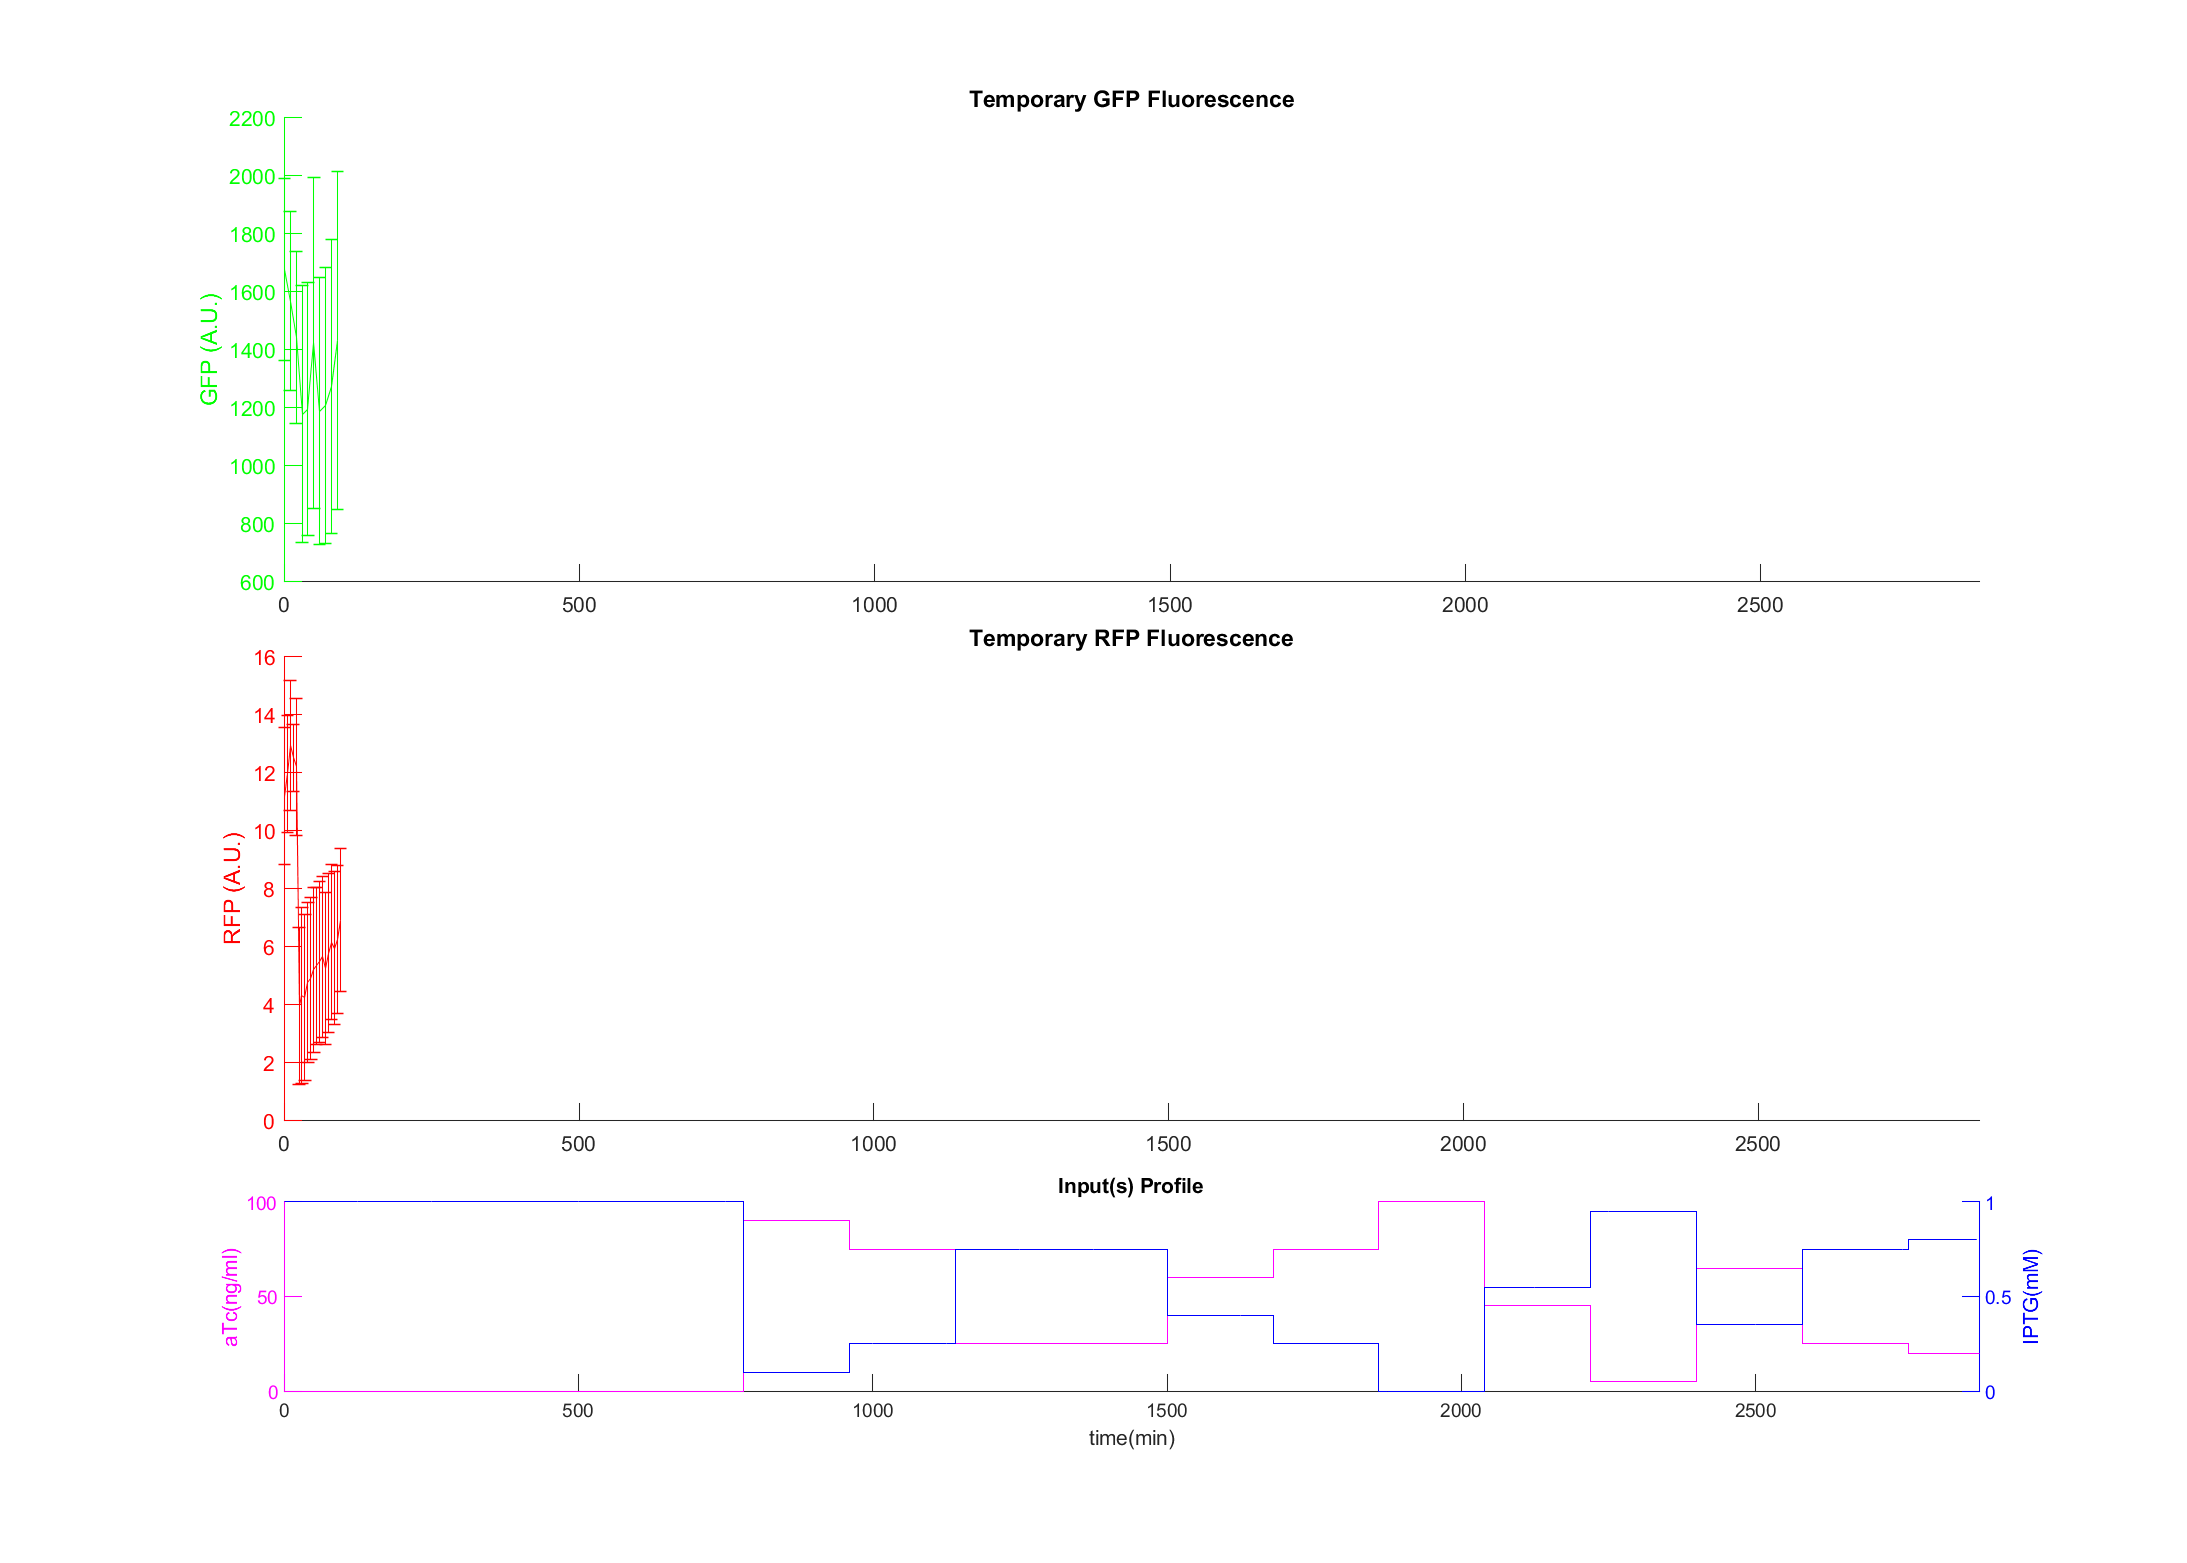 Temporary GFP Fluorescence
2200
2000
1800
1600
1400
1200
1000
800
600
GFP (A.U.)
0 500 1000 1500 2000 2500
Temporary RFP Fluorescence
16
14
12
10
8
6
4
2
0
RFP (A.U.)
0 500 1000 1500 2000 2500
Input(s) Profile
100
50
0
aTc(ng/ml)
1
0.5
0
IPTG(mM)
0 500 1000 1500 2000 2500
time(min)